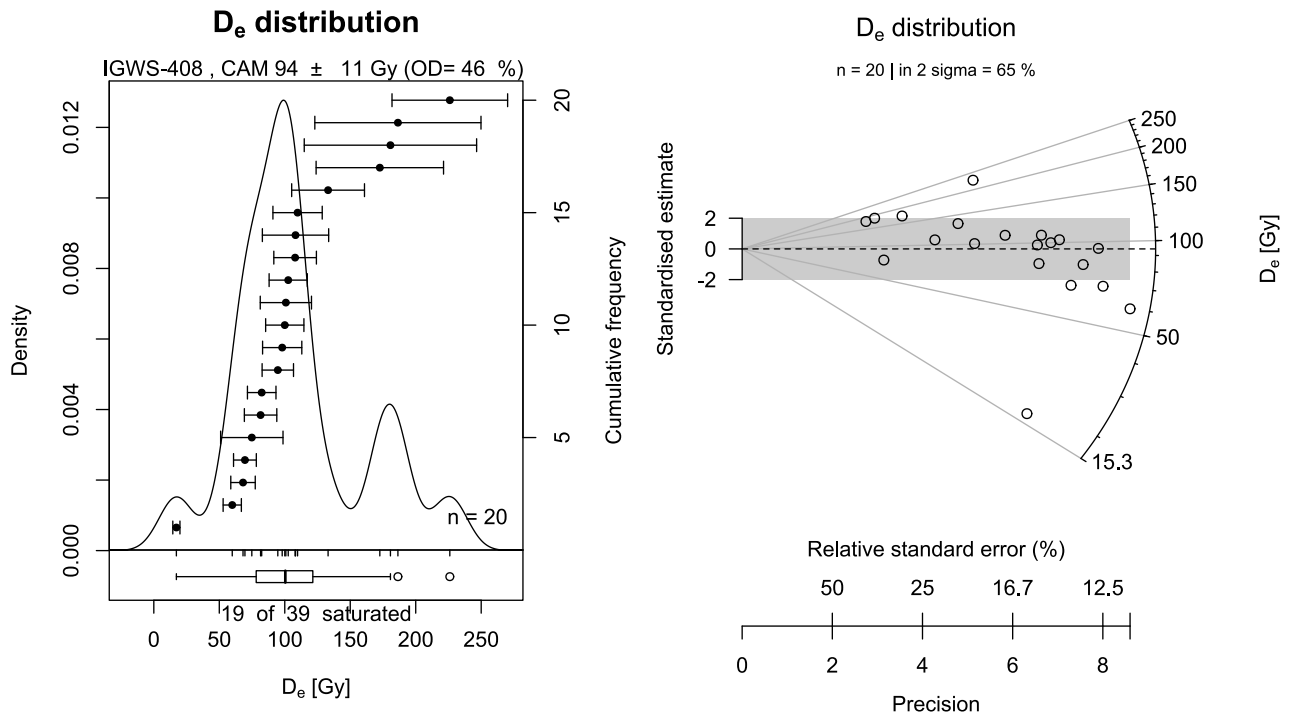 De distribution
IGWS-408 , CAM 94 ± 11 Gy (OD= 46 %)
Density
0.000
0.004
0.008
0.012
Cumulative frequency
5
10
15
20
n = 20
19 of 39 saturated
0 50 100 150 200 250
De [Gy]
De distribution
n = 20 | in 2 sigma = 65 %
Standardised estimate
2
0
-2
250
200
150
100
50
15.3
De [Gy]
Relative standard error (%)
50 25 16.7 12.5
0 2 4 6 8
Precision